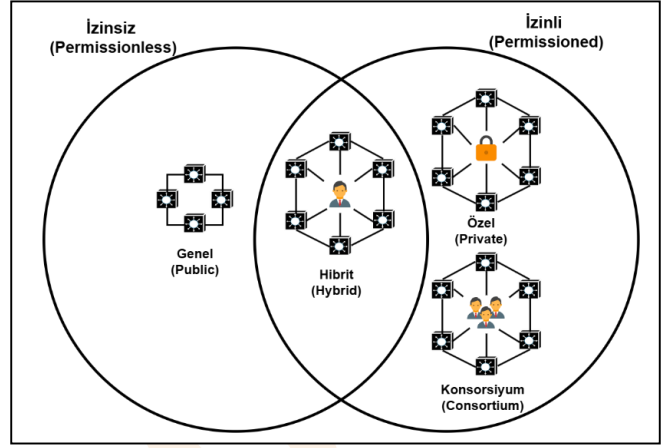 İzinsiz
(Permissionless)
İzinli
(Permissioned)
Genel
(Public)
Hibrit
(Hybrid)
Özel
(Private)
Konsorsiyum
(Consortium)